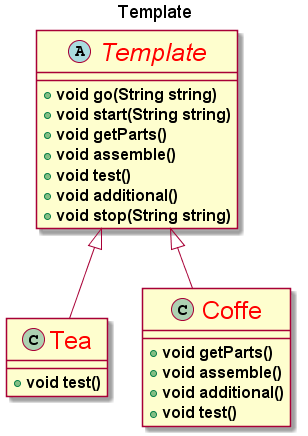 Template
A Template
void go(String string)
void start(String string)
void getParts()
void assemble()
void test()
void additional()
void stop(String string)
C Tea
void test()
C Coffe
void getParts()
void assemble()
void additional()
void test()